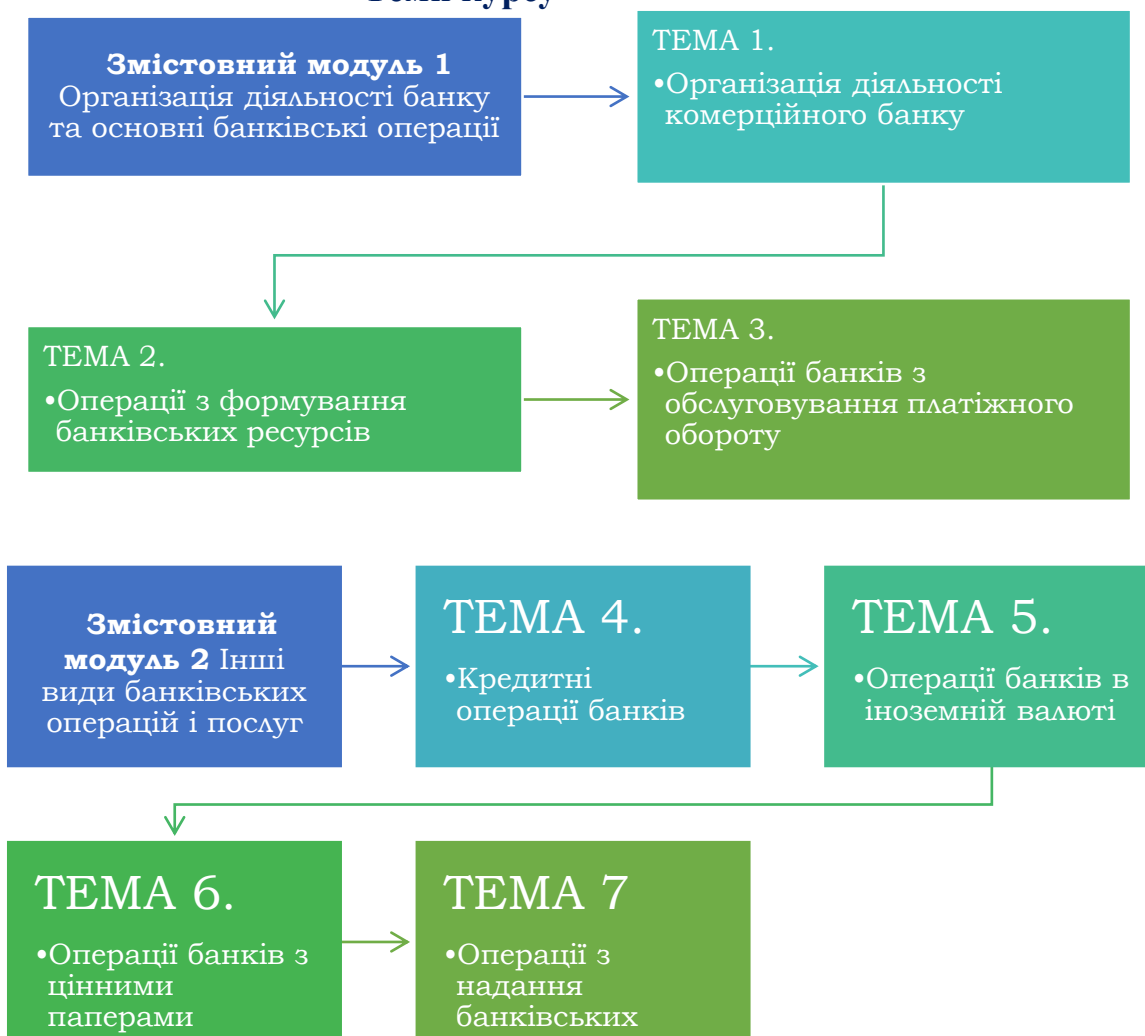 курсу
Змістовний модуль 1
Організація діяльності банку
та основні банківські операції
ТЕМА 1.
•Організація діяльності
комерційного банку
ТЕМА 2.
•Операції з формування
банківських ресурсів
ТЕМА 3.
•Операції банків з
обслуговування платіжного
обороту
Змістовний
модуль 2 Інші
види банківських
операцій і послуг
ТЕМА 4.
•Кредитні
операції банків
ТЕМА 5.
•Операції банків в
іноземній валюті
ТЕМА 6.
•Операції банків з
цінними
паперами
ТЕМА 7
•Операції з
надання
банківських